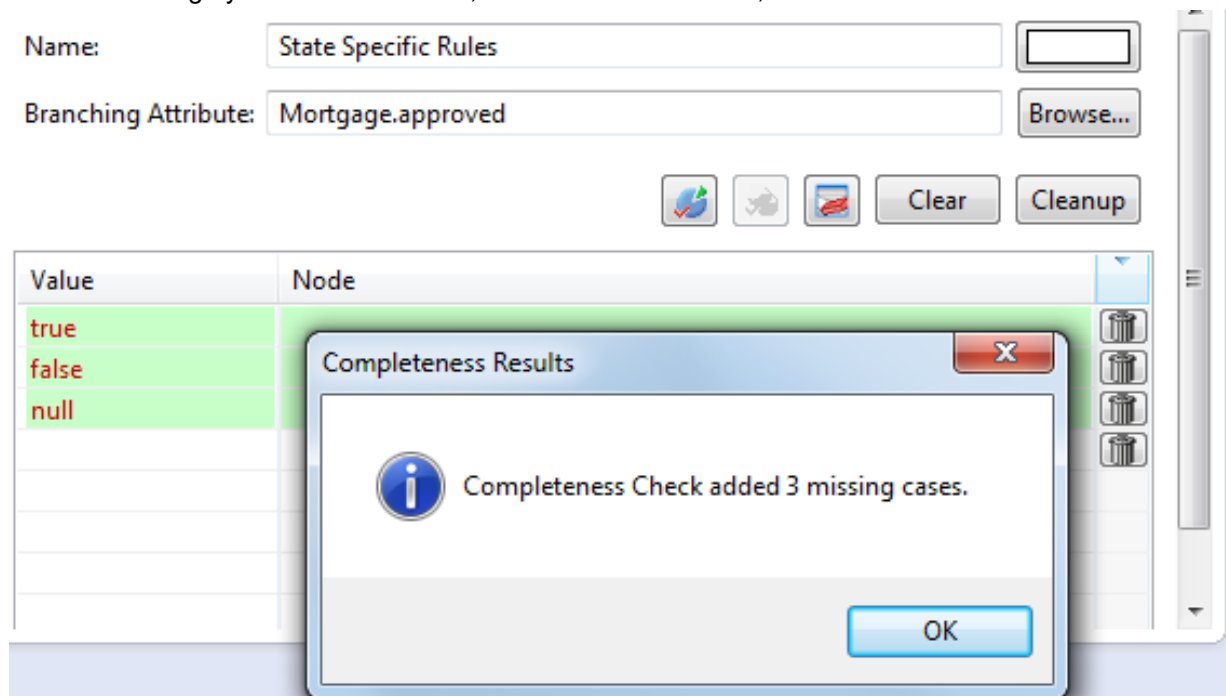 Name: State Specific Rules
Branching Attribute: Mortgage.approved Browse...
Clear Cleanup
Value Node
true
false
null
Completeness Results
Completeness Check added 3 missing cases.
OK